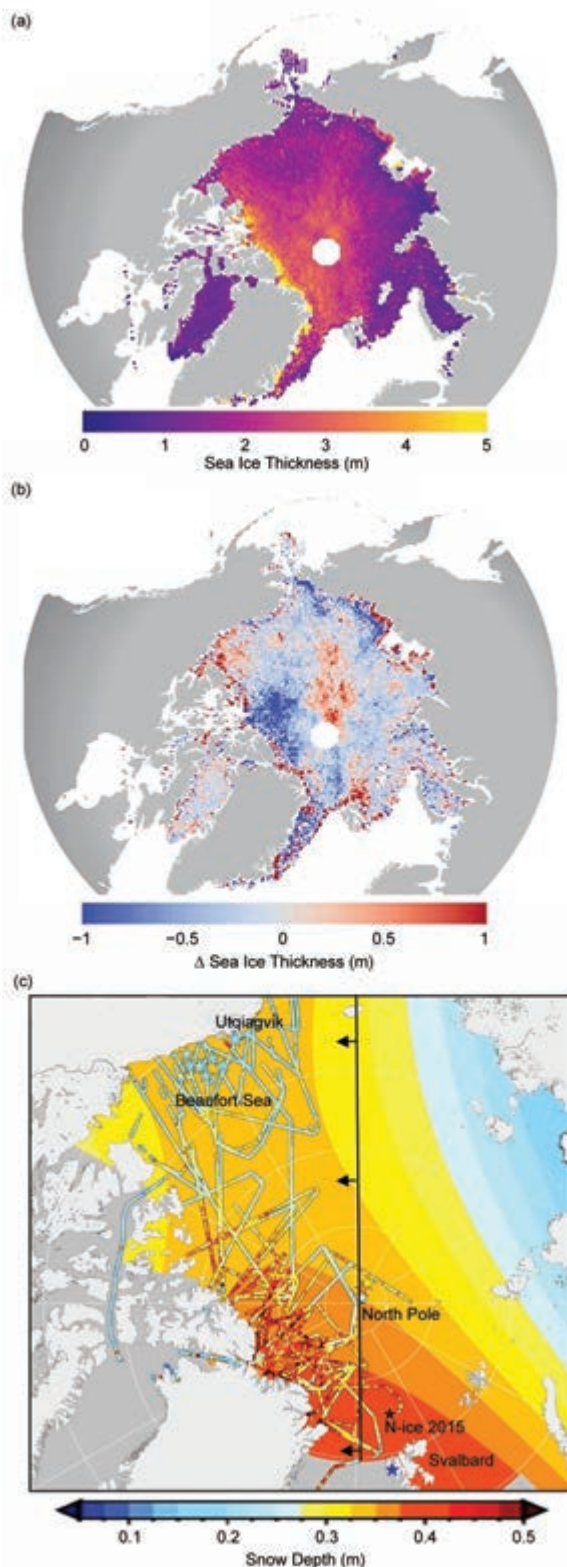 (a)
0 1 2 3 4 5
Sea Ice Thickness (m)
(b)
−1 −0.5 0 0.5 1
Δ Sea Ice Thickness (m)
(c)
Utqiagvik
Beaufort Sea
North Pole
N-ice 2015
Svalbard
0.1 0.2 0.3 0.4 0.5
Snow Depth (m)